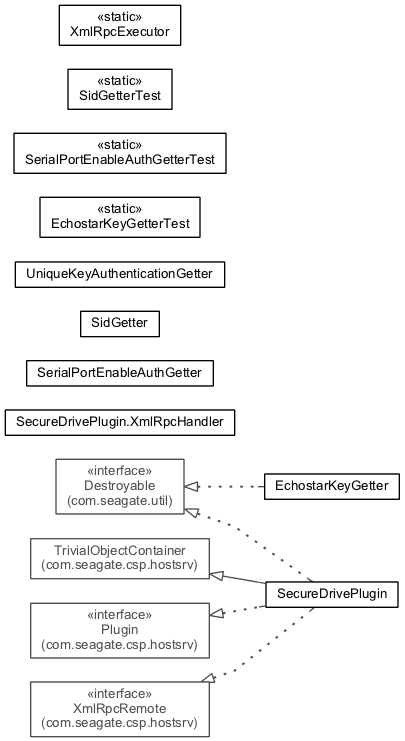 «static»
XmlRpcExecutor
«static»
SidGetterTest
«static»
SerialPortEnableAuthGetterTest
«static»
EchostarKeyGetterTest
UniqueKeyAuthenticationGetter
SidGetter
SerialPortEnableAuthGetter
SecureDrivePlugin.XmlRpcHandler
«interface»
Destroyable
(com.seagate.util)
EchostarKeyGetter
TrivialObjectContainer
(com.seagate.csp.hostsrv)
SecureDrivePlugin
«interface»
Plugin
(com.seagate.csp.hostsrv)
«interface»
XmlRpcRemote
(com.seagate.csp.hostsrv)